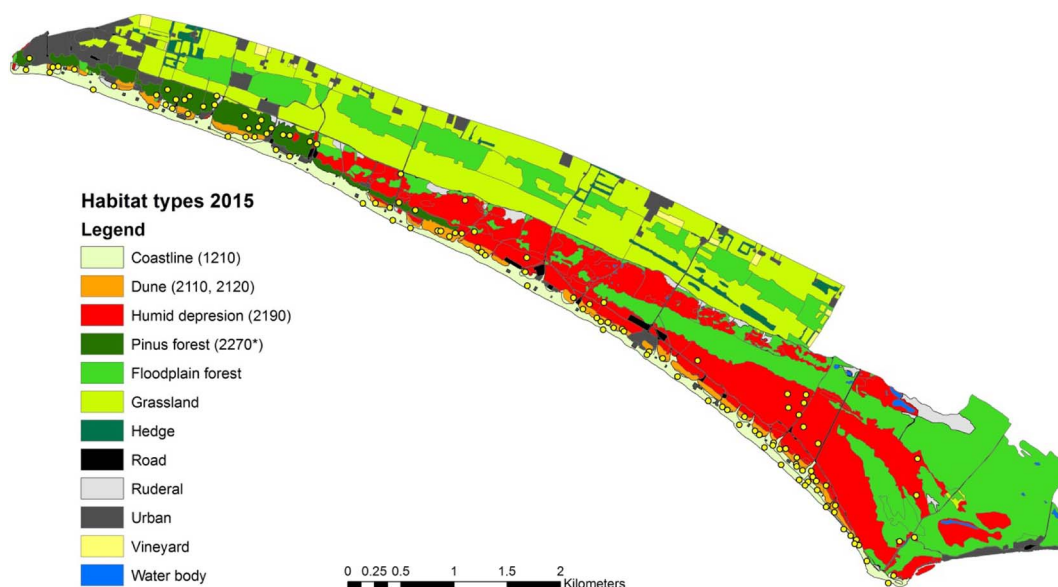 Habitat types 2015
Legend
Coastline (1210)
Dune (2110, 2120)
Humid depresion (2190)
Pinus forest (2270*)
Floodplain forest
Grassland
Hedge
Road
Ruderal
Urban
Vineyard
Water body
0 0.25 0.5 1 1.5 2
Kilometers